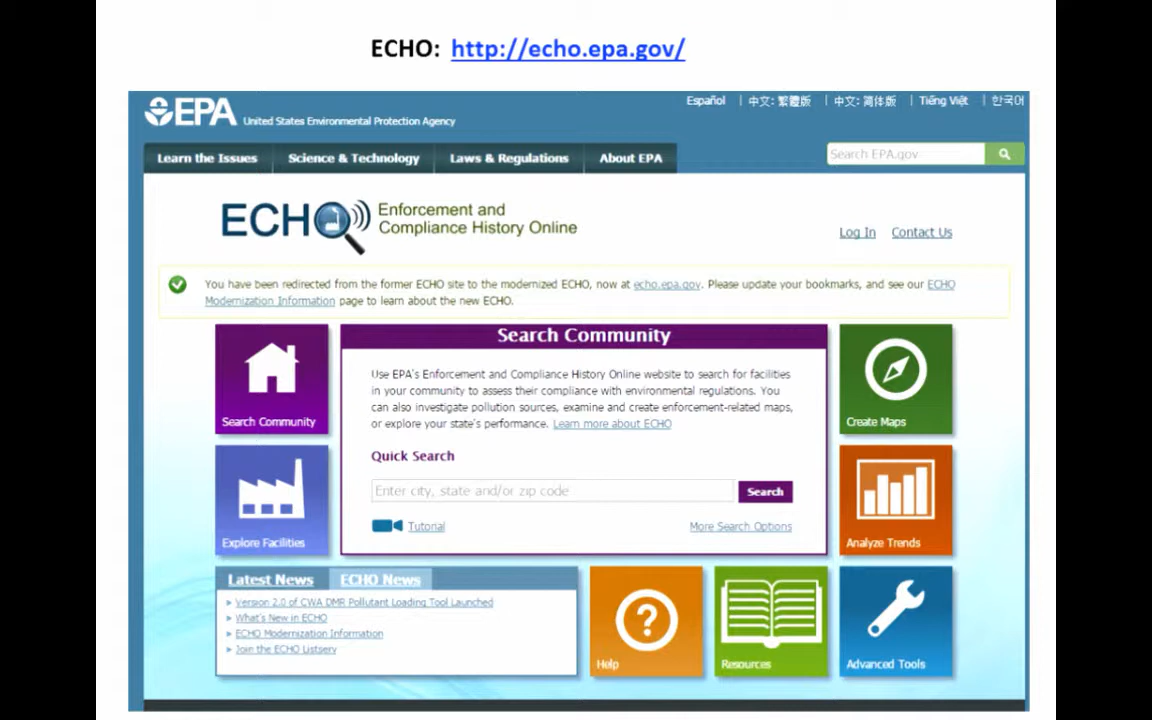 ECHO: http://echo.epa.gov/
Español | 中文: 繁體版 | 中文: 简体版 | Tiếng Việt | 한국어
EPA United States Environmental Protection Agency
Learn the Issues Science & Technology Laws & Regulations About EPA
Search EPA.gov
ECHO Enforcement and
Compliance History Online
Log In Contact Us
You have been redirected from the former ECHO site to the modernized ECHO, now at echo.epa.gov. Please update your bookmarks, and see our ECHO
Modernization Information page to learn about the new ECHO.
Search Community
Search Community
Use EPA's Enforcement and Compliance History Online website to search for facilities
in your community to assess their compliance with environmental regulations. You
can also investigate pollution sources, examine and create enforcement-related maps,
or explore your state's performance. Learn more about ECHO
Create Maps
Quick Search
Enter city, state and/or zip code Search
Tutorial More Search Options
Explore Facilities
Analyze Trends
Latest News ECHO News
Version 2.0 of CWA DMR Pollutant Loading Tool Launched
What's New in ECHO
ECHO Modernization Information
Join the ECHO Listserv
Help
Resources
Advanced Tools